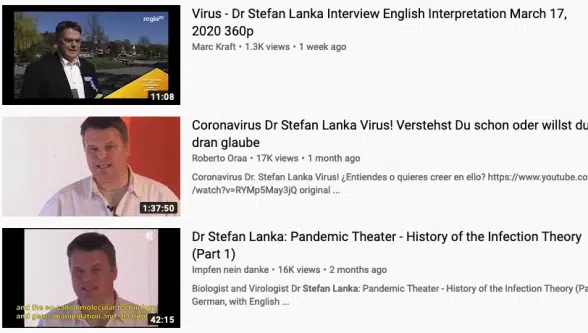 regioTV
11:08
Virus - Dr Stefan Lanka Interview English Interpretation March 17,
2020 360p
Marc Kraft • 1.3K views • 1 week ago
1:37:50
Coronavirus Dr Stefan Lanka Virus! Verstehst Du schon oder willst du
dran glaube
Roberto Oraa • 17K views • 1 month ago
Coronavirus Dr. Stefan Lanka Virus! ¿Entiendes o quieres creer en ello? https://www.youtube.co
/watch?v=RYMp5May3jQ original ...
and the so-called molecular technology
and gene manipulation and
42:15
Dr Stefan Lanka: Pandemic Theater - History of the Infection Theory
(Part 1)
Impfen nein danke • 16K views • 2 months ago
Biologist and Virologist Dr Stefan Lanka: Pandemic Theater - History of the Infection Theory (Pa
German, with English ...